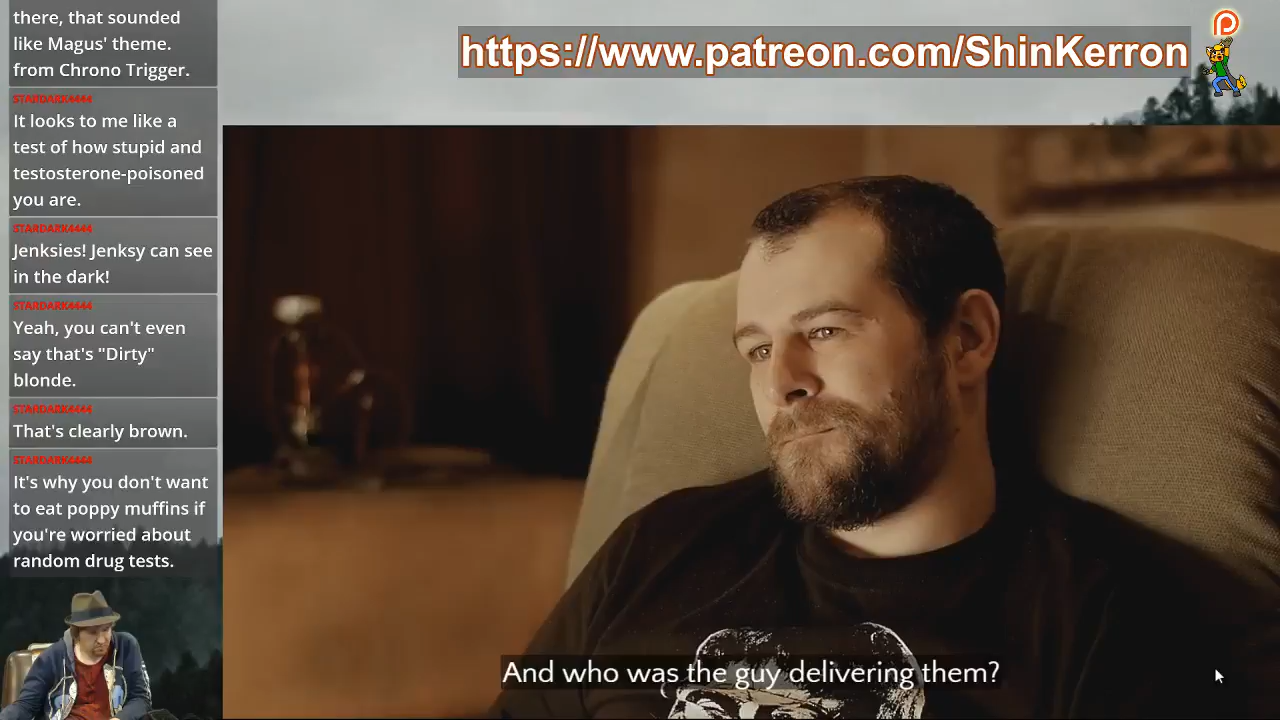 there, that sounded
like Magus' theme.
from Chrono Trigger.
STARDARK4444
It looks to me like a
test of how stupid and
testosterone-poisoned
you are.
STARDARK4444
Jenksies! Jenksy can see
in the dark!
STARDARK4444
Yeah, you can't even
say that's "Dirty"
blonde.
STARDARK4444
That's clearly brown.
STARDARK4444
It's why you don't want
to eat poppy muffins if
you're worried about
random drug tests.
https://www.patreon.com/ShinKerron
And who was the guy delivering them?